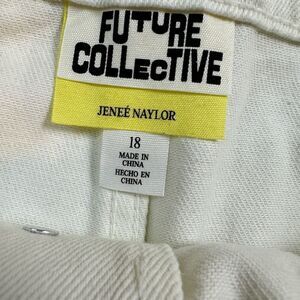 FUTURE
COLLECTIVE
JENEÉ NAYLOR
18
MADE IN
CHINA
HECHO EN
CHINA